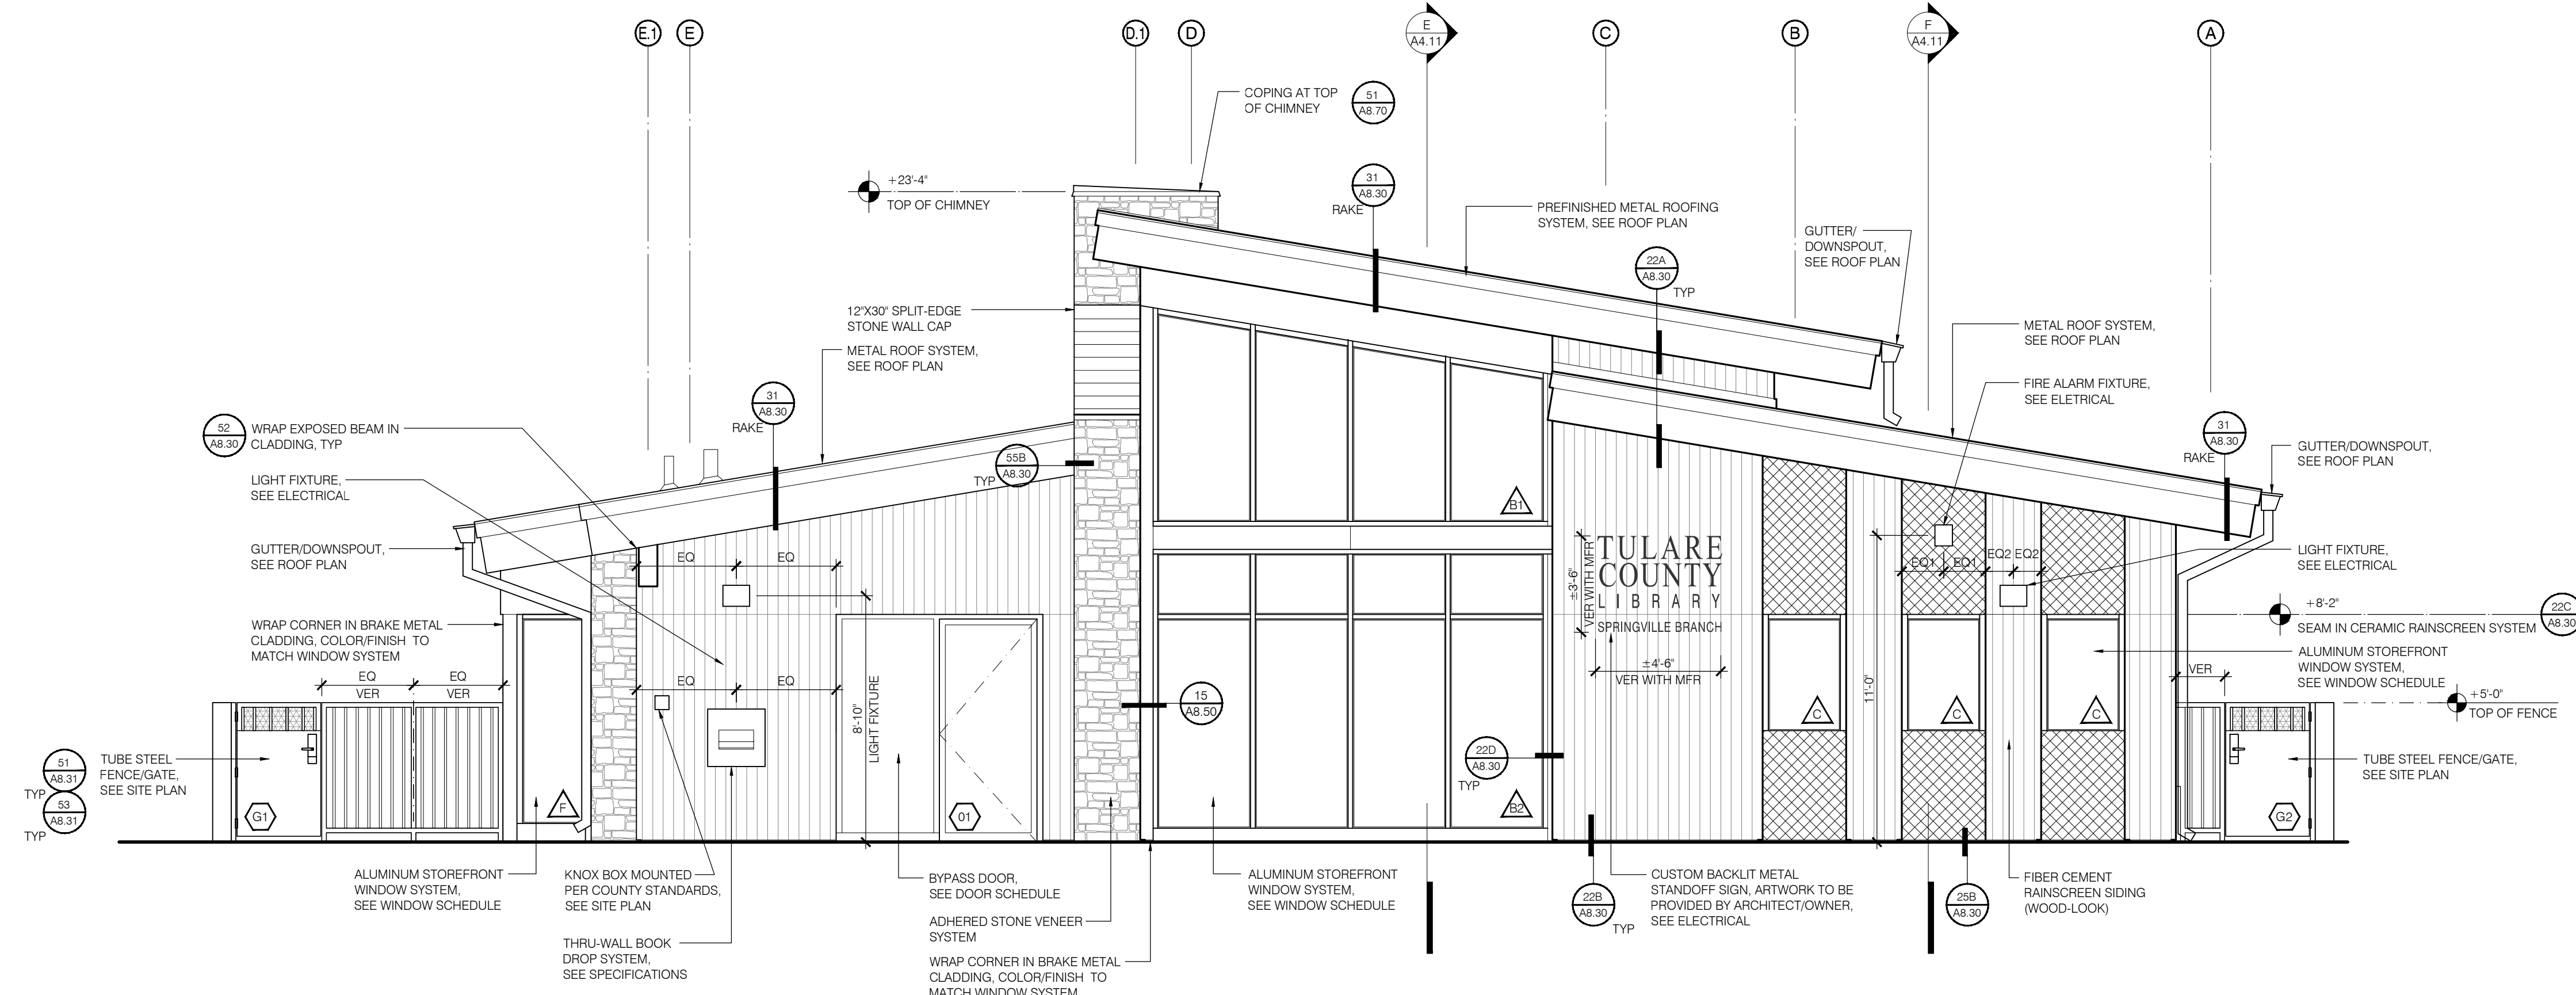 E.1
E
D.1
D
E
A4.11
C
B
F
A4.11
A
COPING AT TOP
OF CHIMNEY
51
A8.70
+23'-4"
TOP OF CHIMNEY
31
A8.30
RAKE
PREFINISHED METAL ROOFING
SYSTEM, SEE ROOF PLAN
GUTTER/
DOWNSPOUT,
SEE ROOF PLAN
22A
A8.30
TYP
12"X30" SPLIT-EDGE
STONE WALL CAP
METAL ROOF SYSTEM,
SEE ROOF PLAN
METAL ROOF SYSTEM,
SEE ROOF PLAN
FIRE ALARM FIXTURE,
SEE ELETRICAL
31
A8.30
RAKE
52
A8.30
WRAP EXPOSED BEAM IN
CLADDING, TYP
31
A8.30
RAKE
GUTTER/DOWNSPOUT,
SEE ROOF PLAN
55B
A8.30
TYP
LIGHT FIXTURE,
SEE ELECTRICAL
B1
GUTTER/DOWNSPOUT,
SEE ROOF PLAN
EQ
EQ
TULARE
COUNTY
LIBRARY
SPRINGVILLE BRANCH
±3'-6"
VER WITH MFR
±4'-6"
VER WITH MFR
EQ1
EQ1
EQ2
EQ2
LIGHT FIXTURE,
SEE ELECTRICAL
+8'-2"
SEAM IN CERAMIC RAINSCREEN SYSTEM
22C
A8.30
WRAP CORNER IN BRAKE METAL
CLADDING, COLOR/FINISH TO
MATCH WINDOW SYSTEM
ALUMINUM STOREFRONT
WINDOW SYSTEM,
SEE WINDOW SCHEDULE
EQ
VER
EQ
VER
EQ
EQ
8'-10"
LIGHT FIXTURE
15
A8.50
11'-0"
C
C
C
VER
+5'-0"
TOP OF FENCE
51
A8.31
TYP
53
A8.31
TYP
TUBE STEEL
FENCE/GATE,
SEE SITE PLAN
22D
A8.30
TYP
TUBE STEEL FENCE/GATE,
SEE SITE PLAN
G1
F
01
B2
G2
ALUMINUM STOREFRONT
WINDOW SYSTEM,
SEE WINDOW SCHEDULE
KNOX BOX MOUNTED
PER COUNTY STANDARDS,
SEE SITE PLAN
BYPASS DOOR,
SEE DOOR SCHEDULE
ALUMINUM STOREFRONT
WINDOW SYSTEM,
SEE WINDOW SCHEDULE
22B
A8.30
TYP
CUSTOM BACKLIT METAL
STANDOFF SIGN, ARTWORK TO BE
PROVIDED BY ARCHITECT/OWNER,
SEE ELECTRICAL
25B
A8.30
FIBER CEMENT
RAINSCREEN SIDING
(WOOD-LOOK)
ADHERED STONE VENEER
SYSTEM
THRU-WALL BOOK
DROP SYSTEM,
SEE SPECIFICATIONS
WRAP CORNER IN BRAKE METAL
CLADDING, COLOR/FINISH TO
MATCH WINDOW SYSTEM